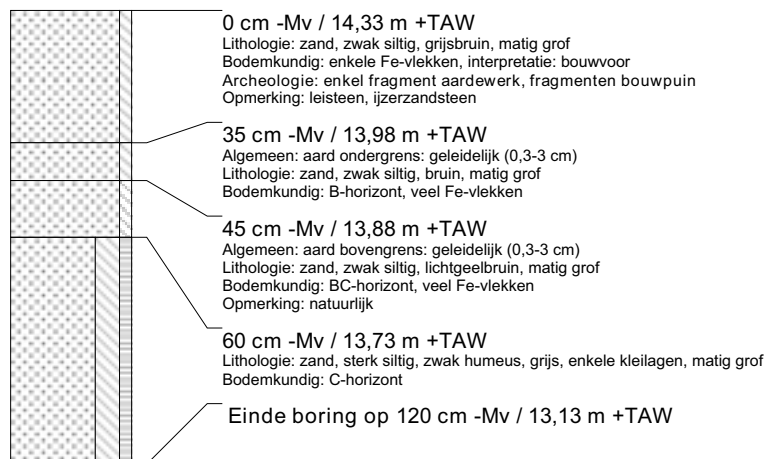 0 cm -Mv / 14,33 m +TAW
Lithologie: zand, zwak siltig, grijsbruin, matig grof
Bodemkundig: enkele Fe-vlekken, interpretatie: bouwvoor
Archeologie: enkel fragment aardewerk, fragmenten bouwpuin
Opmerking: leisteen, ijzerzandsteen
35 cm -Mv / 13,98 m +TAW
Algemeen: aard ondergrens: geleidelijk (0,3-3 cm)
Lithologie: zand, zwak siltig, bruin, matig grof
Bodemkundig: B-horizont, veel Fe-vlekken
45 cm -Mv / 13,88 m +TAW
Algemeen: aard bovengrens: geleidelijk (0,3-3 cm)
Lithologie: zand, zwak siltig, lichtgeelbruin, matig grof
Bodemkundig: BC-horizont, veel Fe-vlekken
Opmerking: natuurlijk
60 cm -Mv / 13,73 m +TAW
Lithologie: zand, sterk siltig, zwak humeus, grijs, enkele kleilagen, matig grof
Bodemkundig: C-horizont
Einde boring op 120 cm -Mv / 13,13 m +TAW